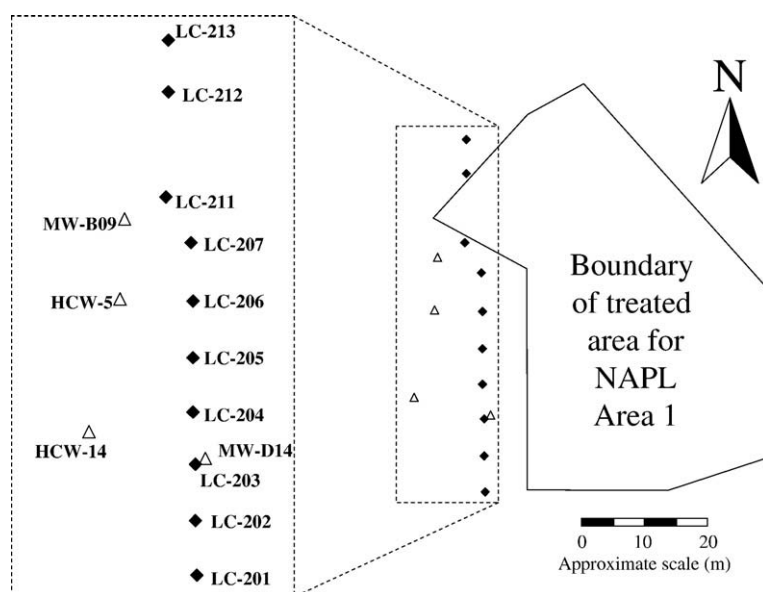 LC-213
LC-212
LC-211
MW-B09
LC-207
HCW-5
LC-206
LC-205
LC-204
HCW-14
MW-D14
LC-203
LC-202
LC-201
N
Boundary
of treated
area for
NAPL
Area 1
0 10 20
Approximate scale (m)